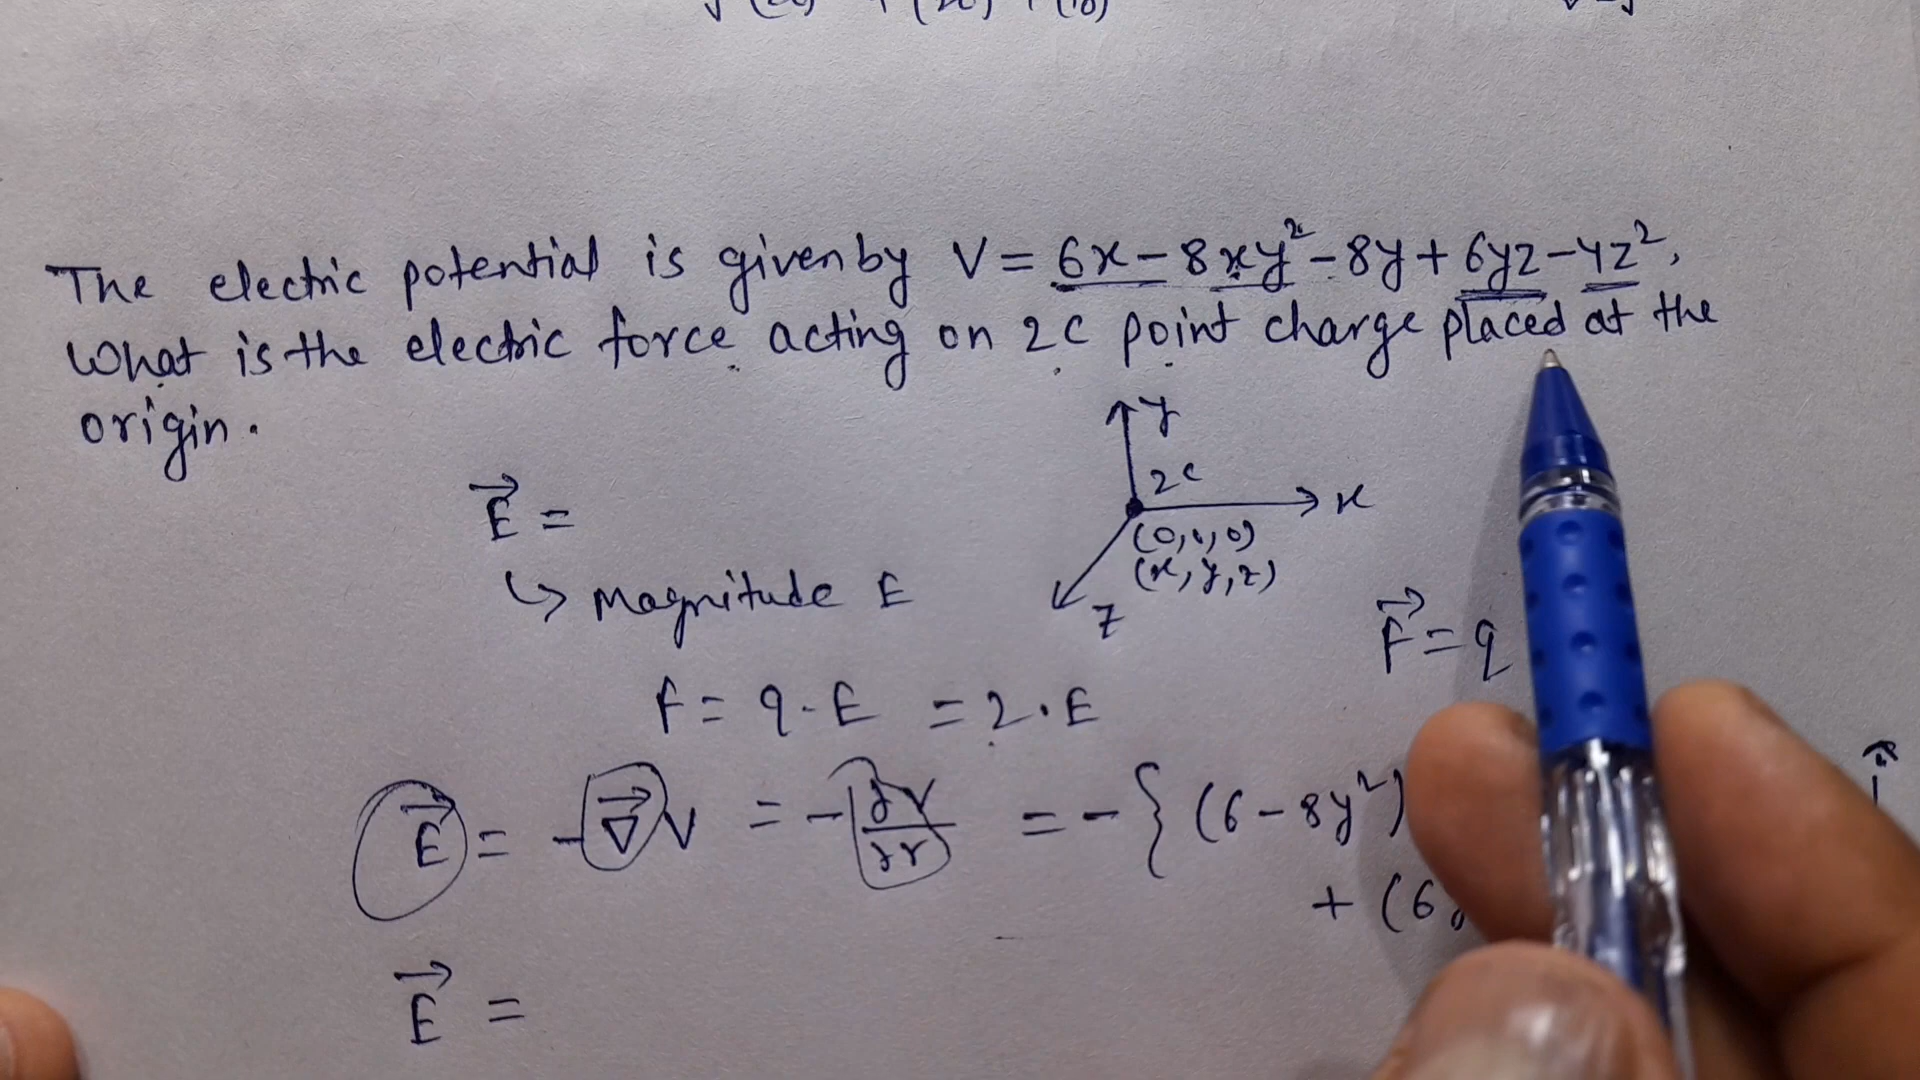 The electric potential is given by V = 6x - 8xy² - 8y + 6yz - 4z²,
What is the electric force acting on 2C point charge placed at the
origin.
y
2C
x
(0,0,0)
(x,y,z)
z
E⃗ =
↳ Magnitude E
F⃗ = q
F = q·E = 2·E
E⃗ = -∇⃗V = -∂V/∂r = -{(6-8y²)
+ (6
E⃗ =